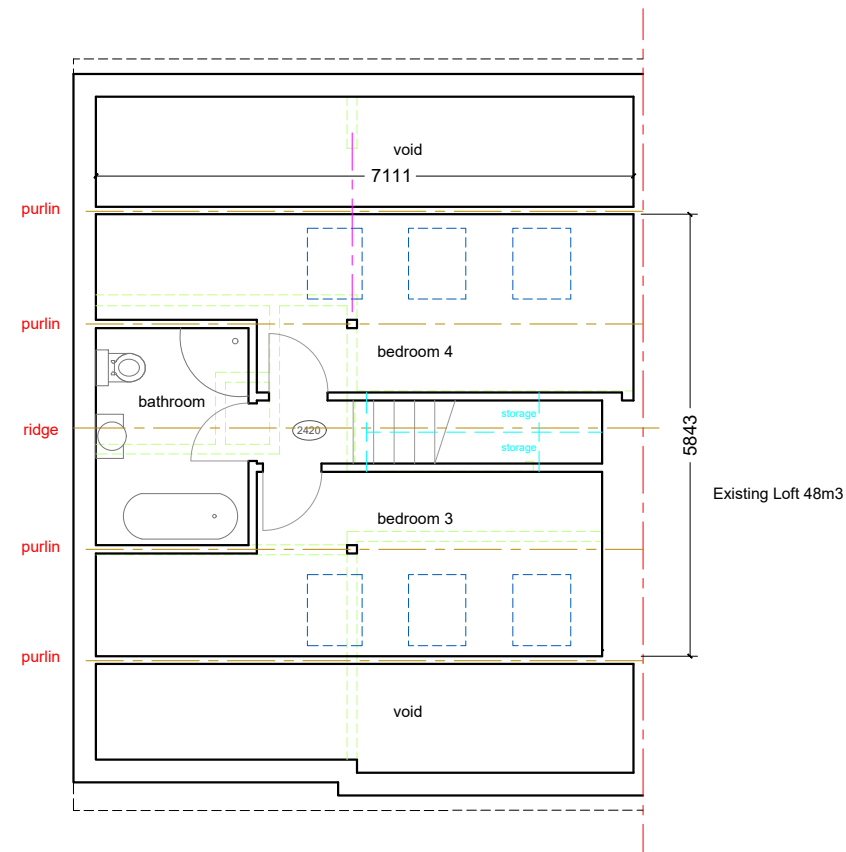 void
7111
purlin
purlin
bedroom 4
bathroom
storage
ridge
2420
storage
5843
Existing Loft 48m3
bedroom 3
purlin
purlin
void